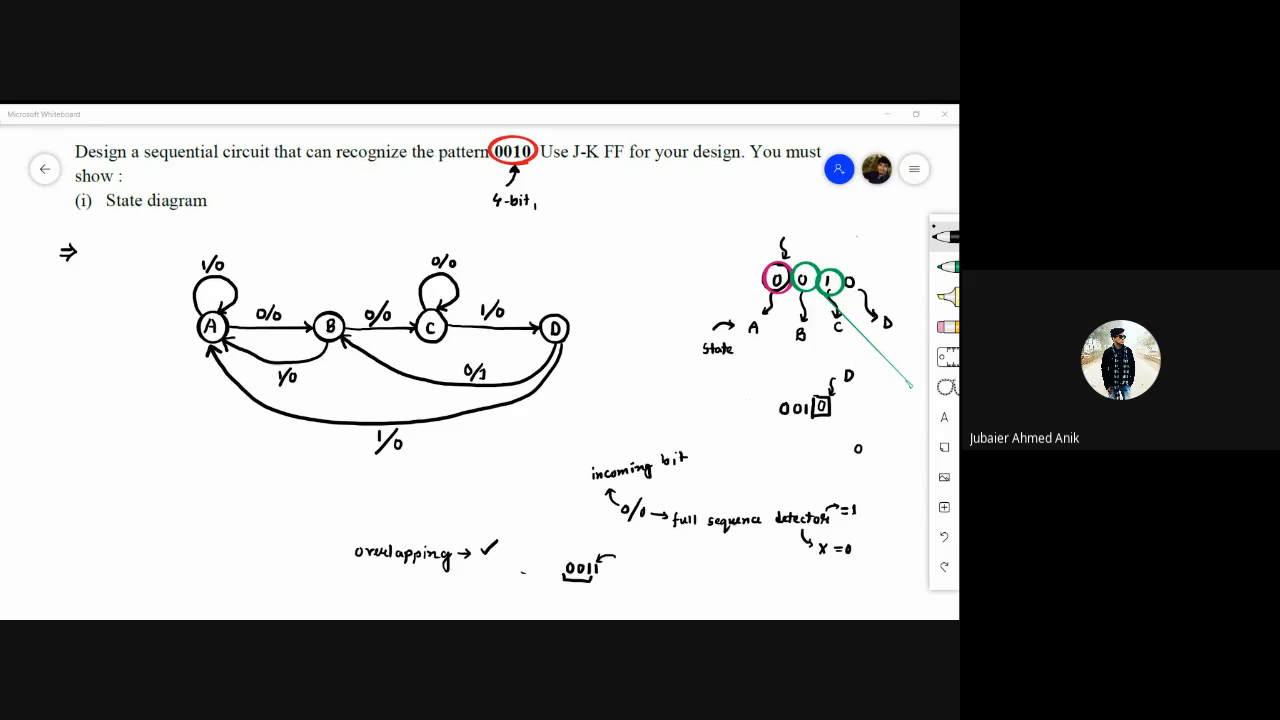 Microsoft Whiteboard
Design a sequential circuit that can recognize the pattern 0010. Use J-K FF for your design. You must
show :
(i) State diagram
4-bit,
⇒
1/0
0/0
A
0/0
B
0/0
C
1/0
D
1/0
0/1
1/0
0 0 1 0
State → A B C D
D
0010
0
incoming bit
0/0 → full sequence detector = 1
x = 0
overlapping → ✓
0011
A
Jubaier Ahmed Anik